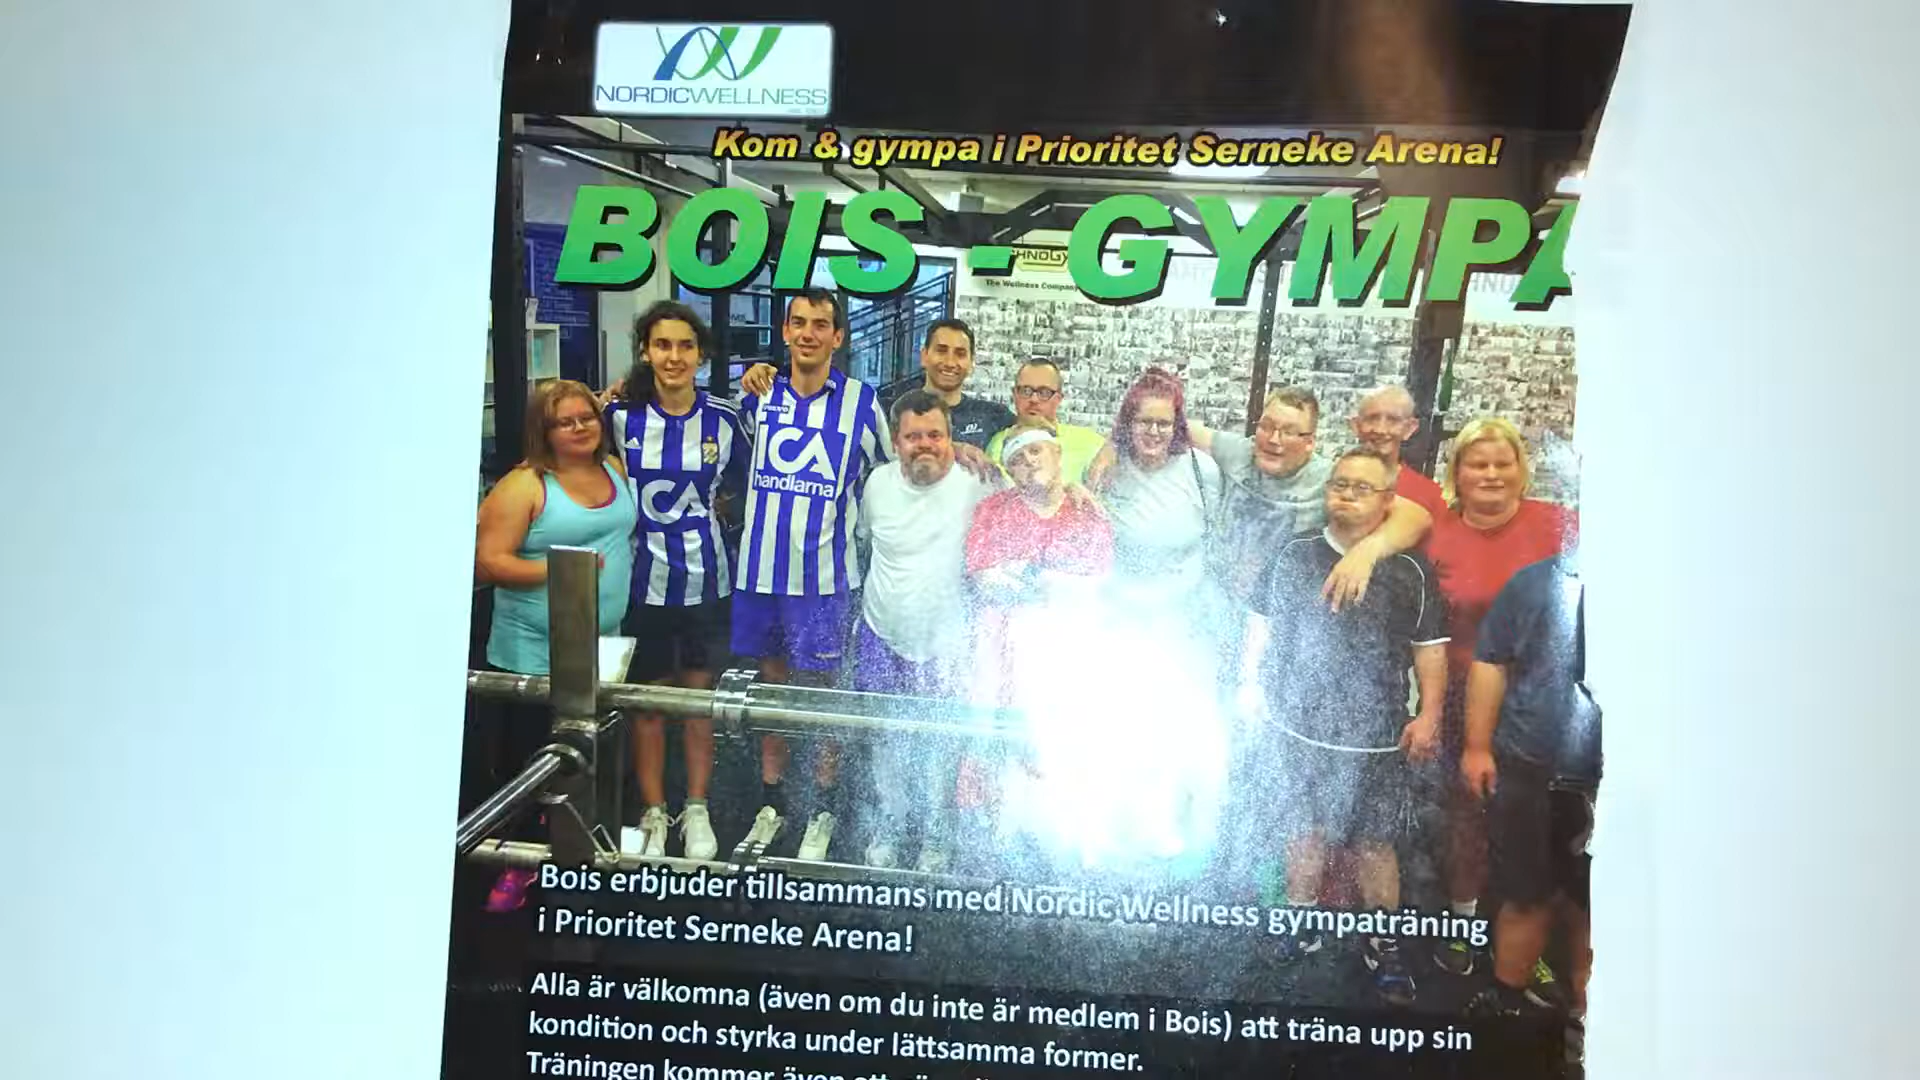 NORDICWELLNESS
Kom & gympa i Prioritet Serneke Arena!
BOIS - GYMPA
The Wellness Company
ICA
ICA
handlarna
Bois erbjuder tillsammans med Nordic Wellness gympaträning
i Prioritet Serneke Arena!
Alla är välkomna (även om du inte är medlem i Bois) att träna upp sin
kondition och styrka under lättsamma former.
Träningen kommer även